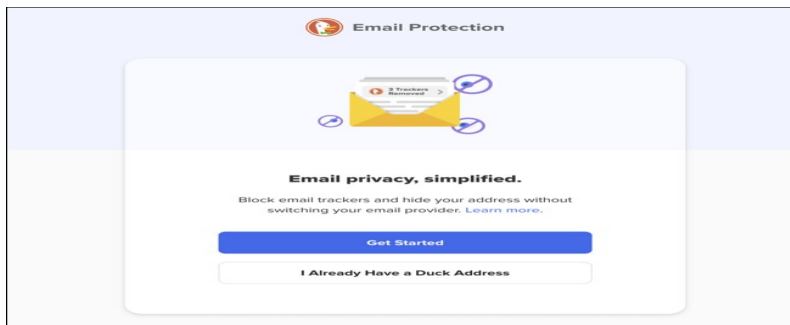 Email Protection
3 Trackers
Removed
Email privacy, simplified.
Block email trackers and hide your address without
switching your email provider. Learn more.
Get Started
I Already Have a Duck Address